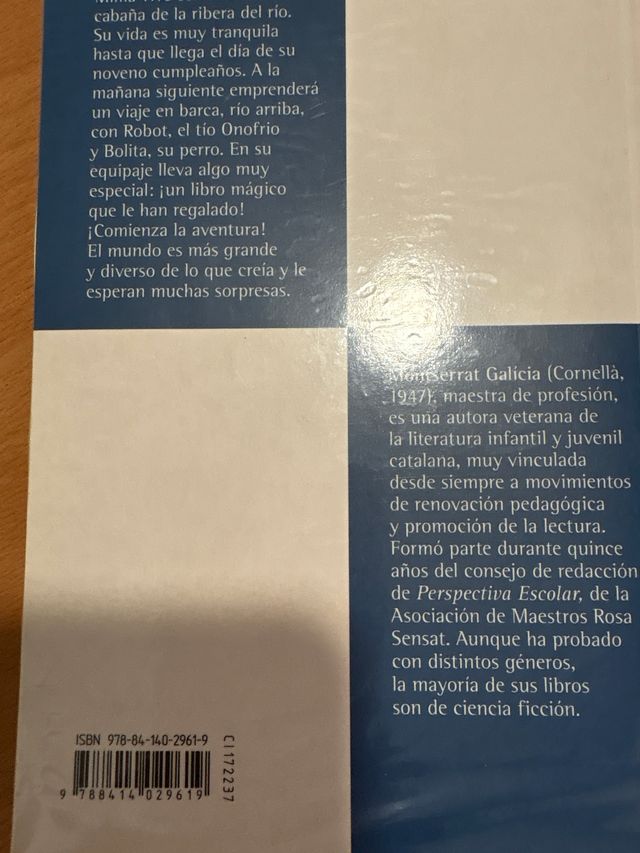 cabaña de la ribera del río.
Su vida es muy tranquila
hasta que llega el día de su
noveno cumpleaños. A la
mañana siguiente emprenderá
un viaje en barca, río arriba,
con Robot, el tío Onofrio
y Bolita, su perro. En su
equipaje lleva algo muy
especial: ¡un libro mágico
que le han regalado!
¡Comienza la aventura!
El mundo es más grande
y diverso de lo que creía y le
esperan muchas sorpresas.
Montserrat Galícia (Cornellà,
1947), maestra de profesión,
es una autora veterana de
la literatura infantil y juvenil
catalana, muy vinculada
desde siempre a movimientos
de renovación pedagógica
y promoción de la lectura.
Formó parte durante quince
años del consejo de redacción
de Perspectiva Escolar, de la
Asociación de Maestros Rosa
Sensat. Aunque ha probado
con distintos géneros,
la mayoría de sus libros
son de ciencia ficción.
ISBN 978-84-140-2961-9
9 788414 029619
CI172237